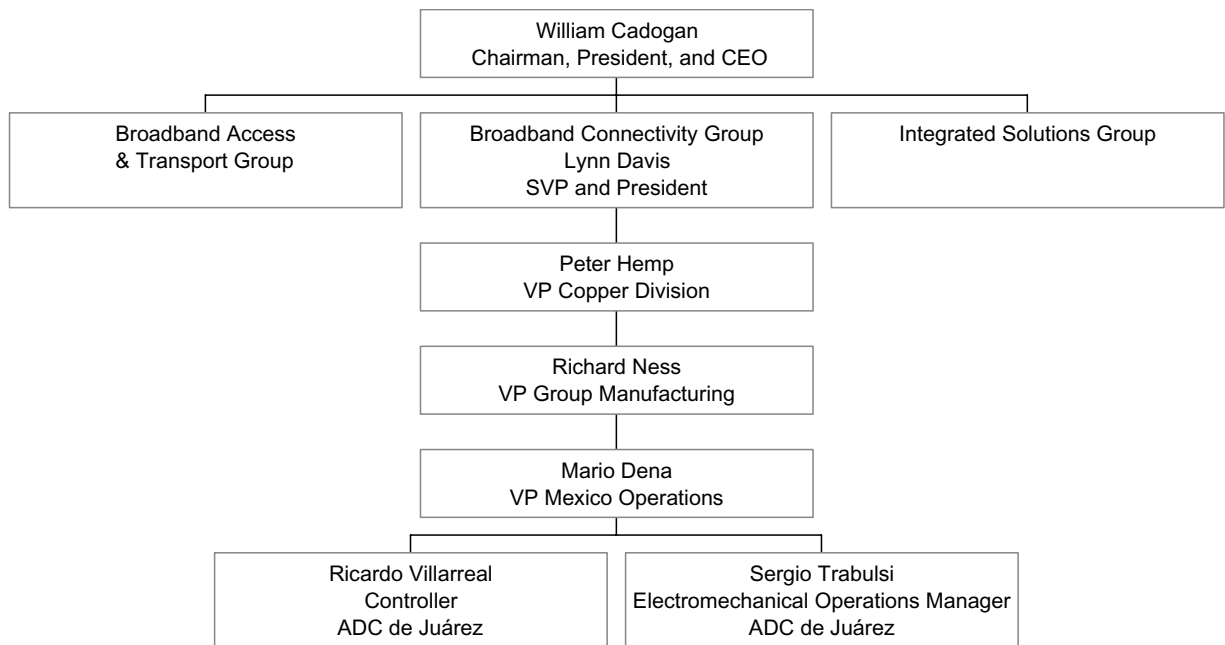 William Cadogan
Chairman, President, and CEO
Broadband Access
& Transport Group
Broadband Connectivity Group
Lynn Davis
SVP and President
Integrated Solutions Group
Peter Hemp
VP Copper Division
Richard Ness
VP Group Manufacturing
Mario Dena
VP Mexico Operations
Ricardo Villarreal
Controller
ADC de Juárez
Sergio Trabulsi
Electromechanical Operations Manager
ADC de Juárez